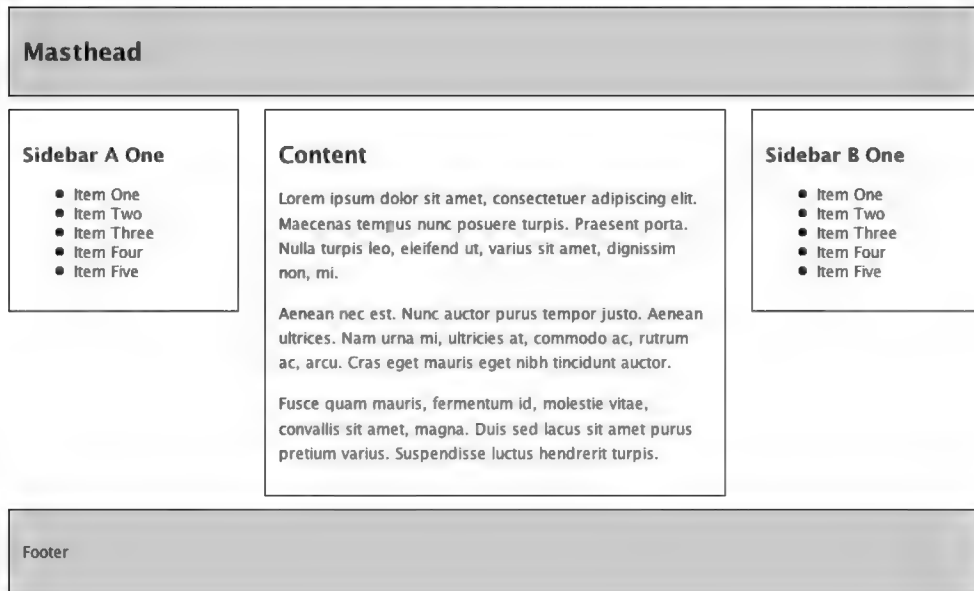 Masthead
Sidebar A One
Item One
Item Two
Item Three
Item Four
Item Five
Content
Lorem ipsum dolor sit amet, consectetuer adipiscing elit.
Maecenas tempus nunc posuere turpis. Praesent porta.
Nulla turpis leo, eleifend ut, varius sit amet, dignissim
non, mi.
Aenean nec est. Nunc auctor purus tempor justo. Aenean
ultrices. Nam urna mi, ultricies at, commodo ac, rutrum
ac, arcu. Cras eget mauris eget nibh tincidunt auctor.
Fusce quam mauris, fermentum id, molestie vitae,
convallis sit amet, magna. Duis sed lacus sit amet purus
pretium varius. Suspendisse luctus hendrerit turpis.
Sidebar B One
Item One
Item Two
Item Three
Item Four
Item Five
Footer